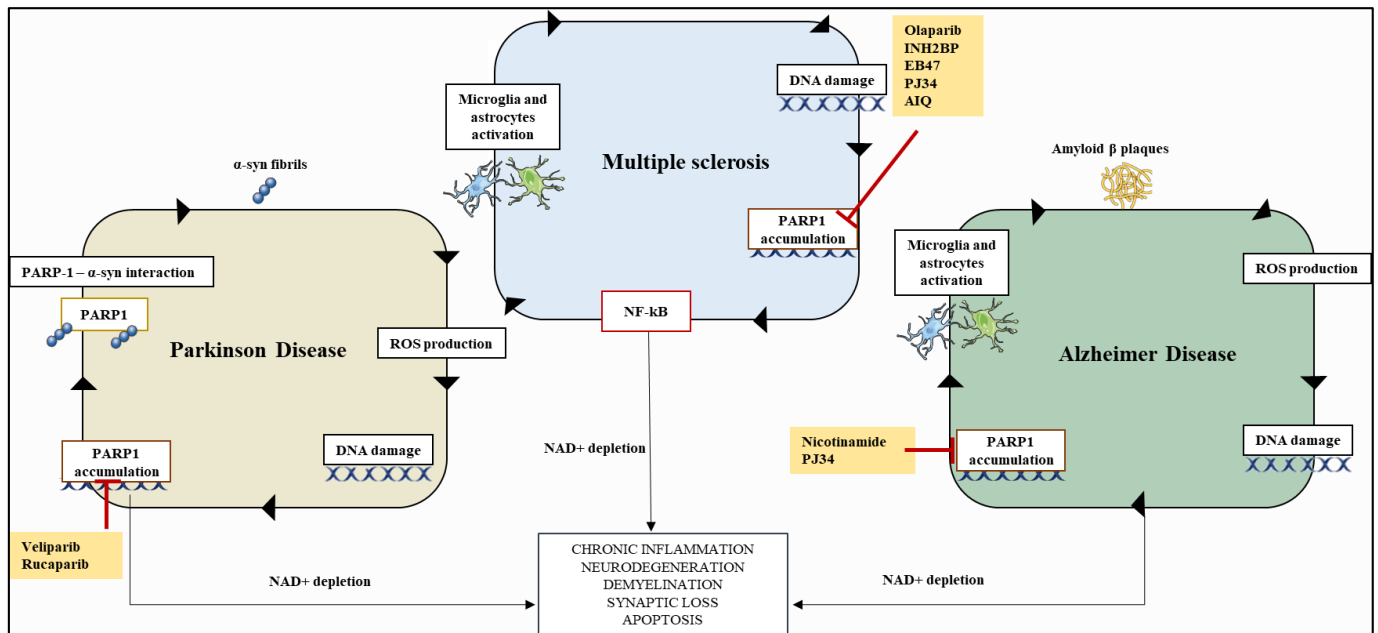 Olaparib
INH2BP
EB47
PJ34
AIQ
DNA damage
Microglia and
astrocytes
activation
Multiple sclerosis
PARP1
accumulation
NF-kB
α-syn fibrils
PARP-1 – α-syn interaction
PARP1
Parkinson Disease
ROS production
DNA damage
PARP1
accumulation
Veliparib
Rucaparib
Amyloid β plaques
Microglia and
astrocytes
activation
ROS production
Alzheimer Disease
Nicotinamide
PJ34
PARP1
accumulation
DNA damage
NAD+ depletion
NAD+ depletion
NAD+ depletion
CHRONIC INFLAMMATION
NEURODEGENERATION
DEMYELINATION
SYNAPTIC LOSS
APOPTOSIS